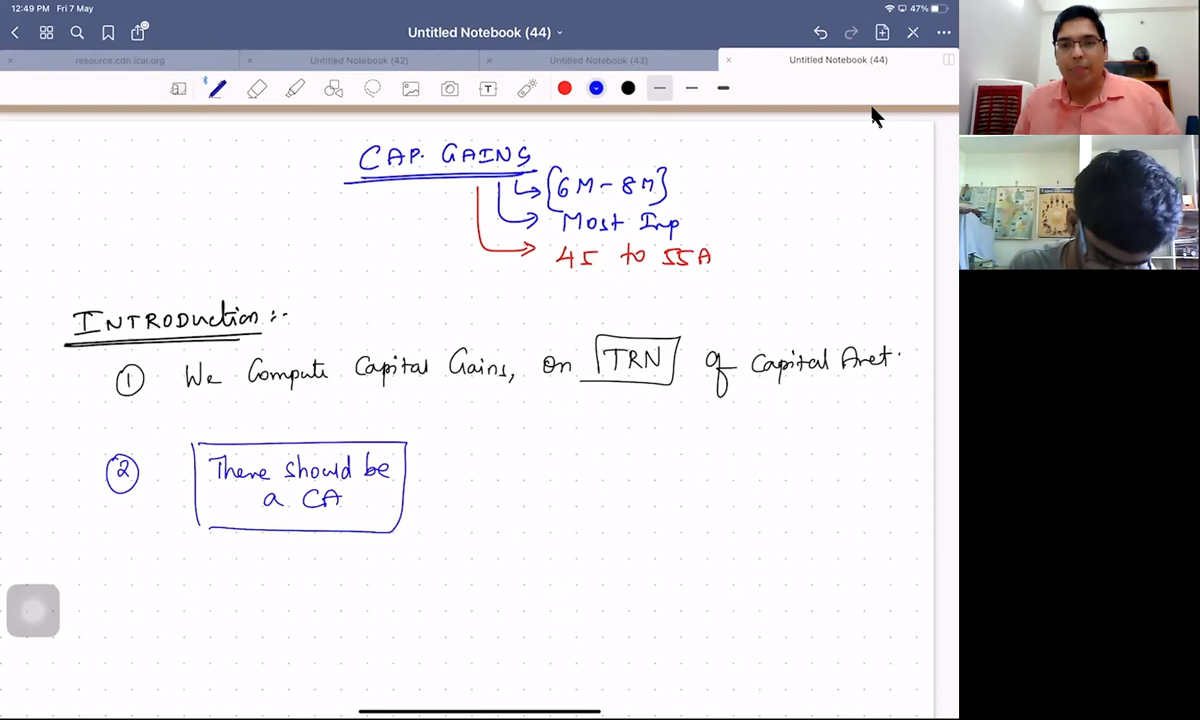 12:49 PM Fri 7 May
47%
Untitled Notebook (44)
resource.cdn.icai.org
Untitled Notebook (42)
Untitled Notebook (43)
Untitled Notebook (44)
CAP. GAINS
[6M - 8M]
Most Imp
45 to 55A
INTRODUction :-
① We Compute Capital Gains, on TRN of Capital Asset.
② There should be
a CA